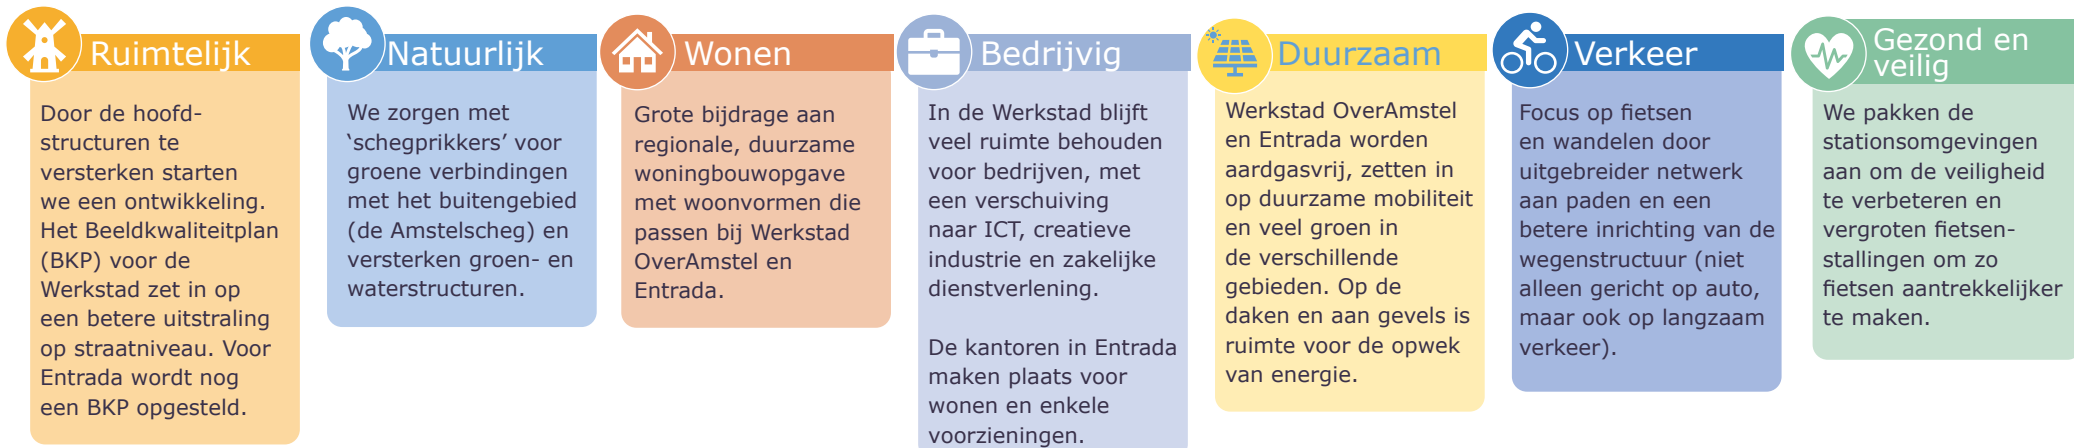 Ruimtelijk
Door de hoofd-
structuren te
versterken starten
we een ontwikkeling.
Het Beeldkwaliteitplan
(BKP) voor de
Werkstad zet in op
een betere uitstraling
op straatniveau. Voor
Entrada wordt nog
een BKP opgesteld.
Natuurlijk
We zorgen met
‘schegprikkers’ voor
groene verbindingen
met het buitengebied
(de Amstelscheg) en
versterken groen- en
waterstructuren.
Wonen
Grote bijdrage aan
regionale, duurzame
woningbouwopgave
met woonvormen die
passen bij Werkstad
OverAmstel en
Entrada.
Bedrijvig
In de Werkstad blijft
veel ruimte behouden
voor bedrijven, met
een verschuiving
naar ICT, creatieve
industrie en zakelijke
dienstverlening.
De kantoren in Entrada
maken plaats voor
wonen en enkele
voorzieningen.
Duurzaam
Werkstad OverAmstel
en Entrada worden
aardgasvrij, zetten in
op duurzame mobiliteit
en veel groen in
de verschillende
gebieden. Op de
daken en aan gevels is
ruimte voor de opwek
van energie.
Verkeer
Focus op fietsen
en wandelen door
uitgebreider netwerk
aan paden en een
betere inrichting van de
wegenstructuur (niet
alleen gericht op auto,
maar ook op langzaam
verkeer).
Gezond en
veilig
We pakken de
stationsomgevingen
aan om de veiligheid
te verbeteren en
vergroten fietsen-
stallingen om zo
fietsen aantrekkelijker
te maken.